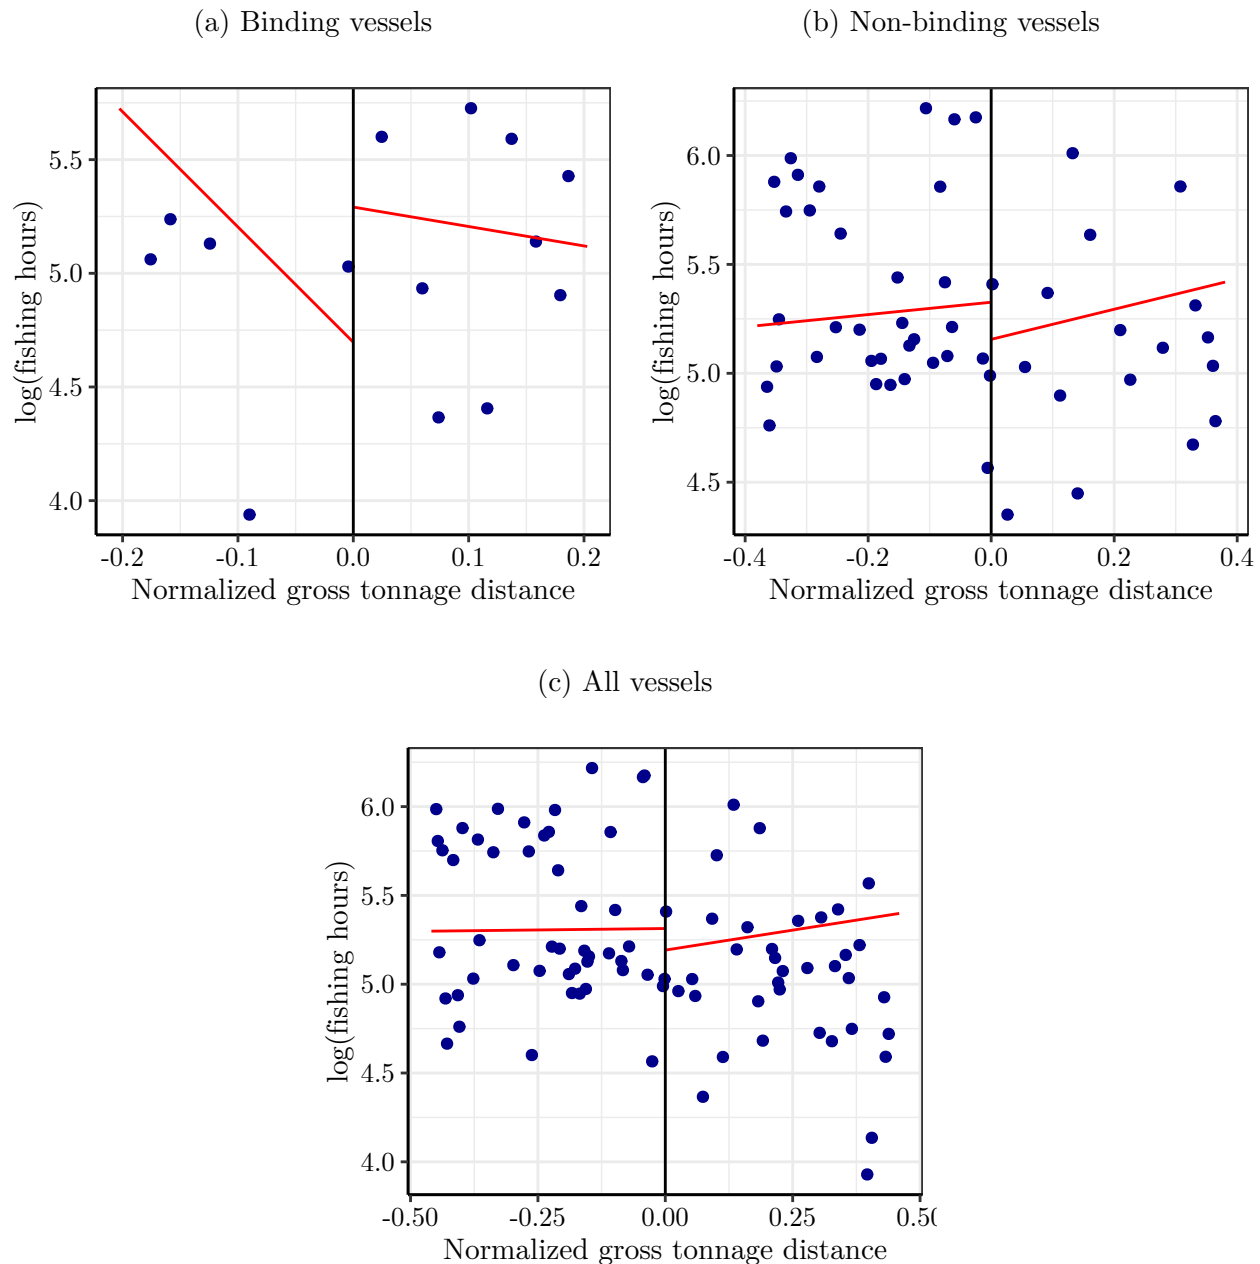 (a) Binding vessels
(b) Non-binding vessels
log(fishing hours)
5.5
5.0
4.5
4.0
-0.2 -0.1 0.0 0.1 0.2
Normalized gross tonnage distance
log(fishing hours)
6.0
5.5
5.0
4.5
-0.4 -0.2 0.0 0.2 0.4
Normalized gross tonnage distance
(c) All vessels
log(fishing hours)
6.0
5.5
5.0
4.5
4.0
-0.50 -0.25 0.00 0.25 0.50
Normalized gross tonnage distance